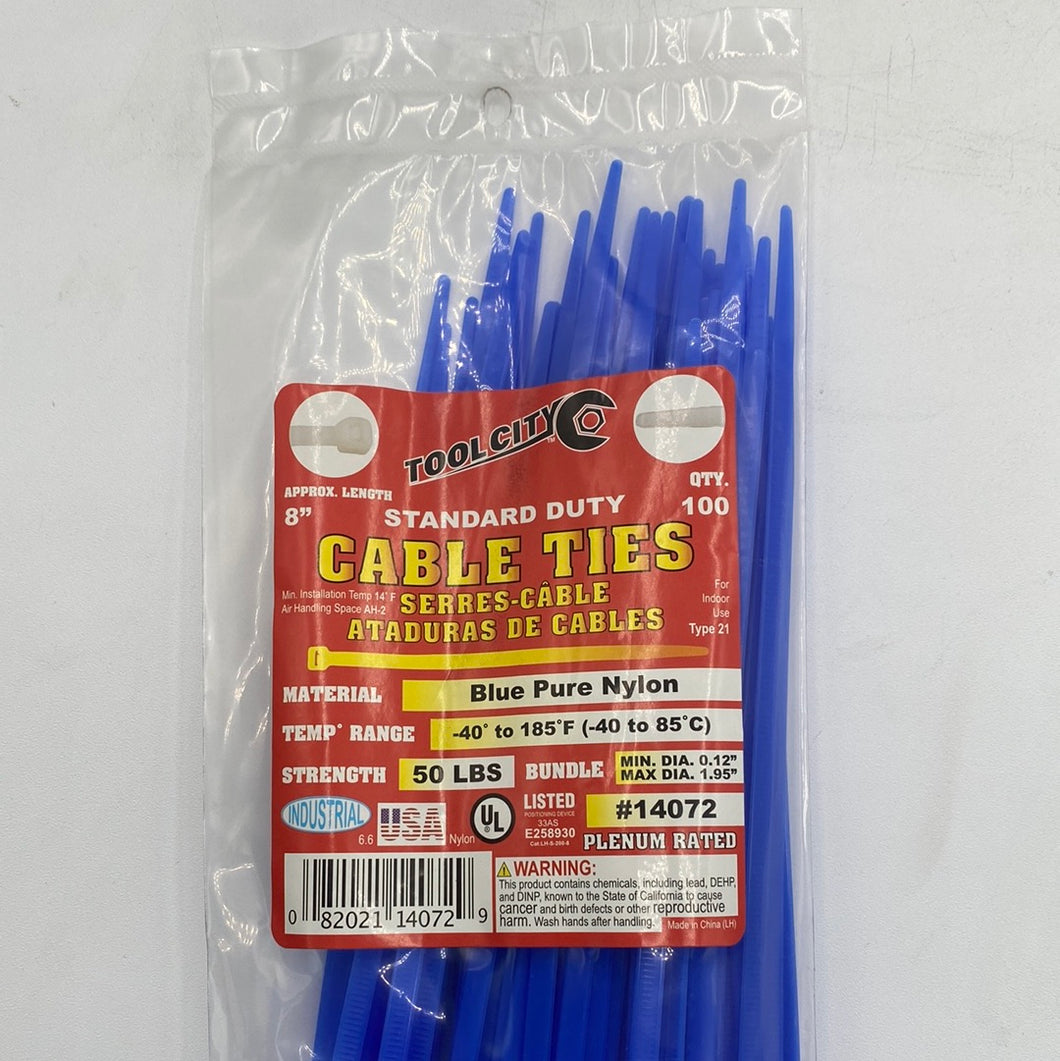 TOOL CITY™
APPROX. LENGTH
8”
STANDARD DUTY
QTY.
100
CABLE TIES
Min. Installation Temp 14° F
Air Handling Space AH-2
SERRES-CÂBLE
ATADURAS DE CABLES
For
Indoor
Use
Type 21
MATERIAL Blue Pure Nylon
TEMP° RANGE -40° to 185°F (-40 to 85°C)
STRENGTH 50 LBS BUNDLE MIN. DIA. 0.12”
MAX DIA. 1.95”
INDUSTRIAL
6.6 USA Nylon
UL
LISTED
POSITIONING DEVICE
33AS
E258930
Cat.LH-S-200-8
#14072
PLENUM RATED
0 82021 14072 9
WARNING:
This product contains chemicals, including lead, DEHP,
and DINP, known to the State of California to cause
cancer and birth defects or other reproductive
harm. Wash hands after handling.
Made in China (LH)